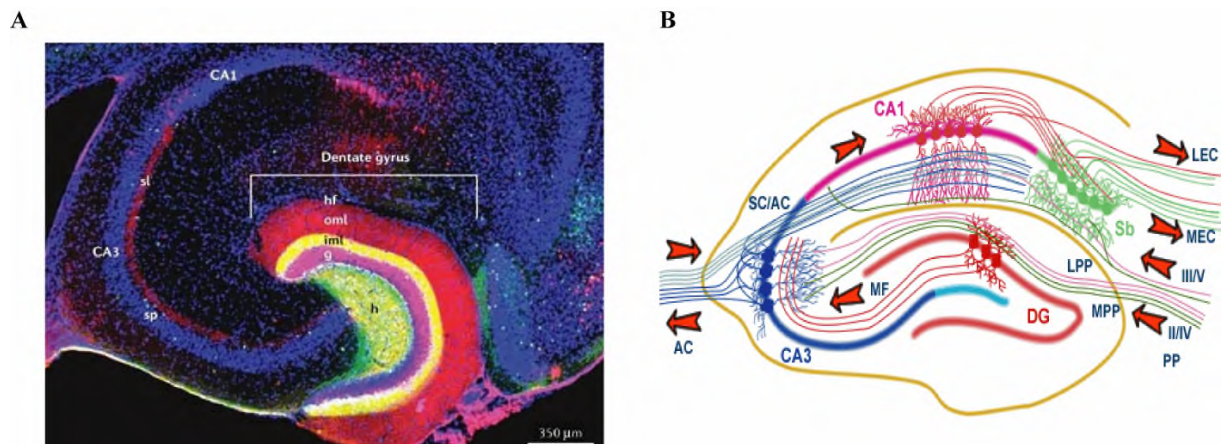 A
CA1
Dentate gyrus
sl
hf
oml
iml
g
CA3
h
sp
350 µm
B
CA1
LEC
SC/AC
Sb
MEC
LPP
III/V
MF
MPP
DG
II/IV
AC
CA3
PP